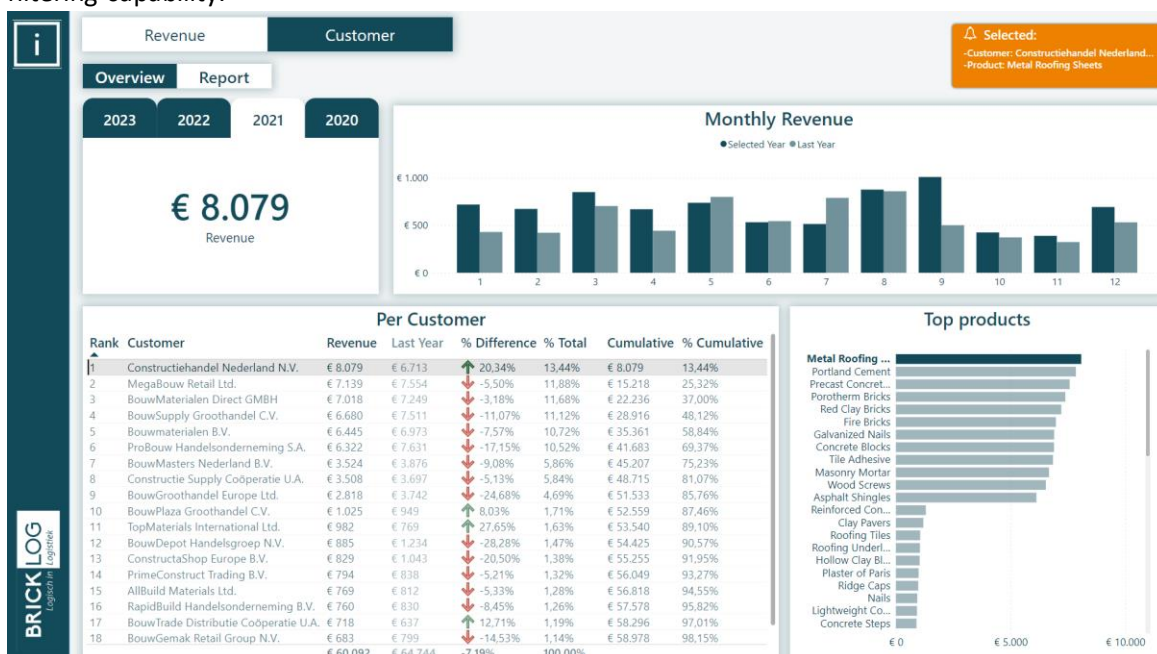 filtering capability.
i
Revenue
Customer
Selected:
-Customer: Constructiehandel Nederland...
-Product: Metal Roofing Sheets
Overview
Report
2023
2022
2021
2020
€ 8.079
Revenue
Monthly Revenue
Selected Year Last Year
€ 1.000
€ 500
€ 0
1 2 3 4 5 6 7 8 9 10 11 12
Per Customer
Rank Customer Revenue Last Year % Difference % Total Cumulative % Cumulative
1 Constructiehandel Nederland N.V. € 8.079 € 6.713 20,34% 13,44% € 8.079 13,44%
2 MegaBouw Retail Ltd. € 7.139 € 7.554 -5,50% 11,88% € 15.218 25,32%
3 BouwMaterialen Direct GMBH € 7.018 € 7.249 -3,18% 11,68% € 22.236 37,00%
4 BouwSupply Groothandel C.V. € 6.680 € 7.511 -11,07% 11,12% € 28.916 48,12%
5 Bouwmaterialen B.V. € 6.445 € 6.973 -7,57% 10,72% € 35.361 58,84%
6 ProBouw Handelsonderneming S.A. € 6.322 € 7.631 -17,15% 10,52% € 41.683 69,37%
7 BouwMasters Nederland B.V. € 3.524 € 3.876 -9,08% 5,86% € 45.207 75,23%
8 Constructie Supply Coöperatie U.A. € 3.508 € 3.697 -5,13% 5,84% € 48.715 81,07%
9 BouwGroothandel Europe Ltd. € 2.818 € 3.742 -24,68% 4,69% € 51.533 85,76%
10 BouwPlaza Groothandel C.V. € 1.025 € 949 8,03% 1,71% € 52.559 87,46%
11 TopMaterials International Ltd. € 982 € 769 27,65% 1,63% € 53.540 89,10%
12 BouwDepot Handelsgroep N.V. € 885 € 1.234 -28,28% 1,47% € 54.425 90,57%
13 ConstructaShop Europe B.V. € 829 € 1.043 -20,50% 1,38% € 55.255 91,95%
14 PrimeConstruct Trading B.V. € 794 € 838 -5,21% 1,32% € 56.049 93,27%
15 AllBuild Materials Ltd. € 769 € 812 -5,33% 1,28% € 56.818 94,55%
16 RapidBuild Handelsonderneming B.V. € 760 € 830 -8,45% 1,26% € 57.578 95,82%
17 BouwTrade Distributie Coöperatie U.A. € 718 € 637 12,71% 1,19% € 58.296 97,01%
18 BouwGemak Retail Group N.V. € 683 € 799 -14,53% 1,14% € 58.978 98,15%
€ 60.092 € 64.744 -7,19% 100,00%
Top products
Metal Roofing ...
Portland Cement
Precast Concret...
Porotherm Bricks
Red Clay Bricks
Fire Bricks
Galvanized Nails
Concrete Blocks
Tile Adhesive
Masonry Mortar
Wood Screws
Asphalt Shingles
Reinforced Con...
Clay Pavers
Roofing Tiles
Roofing Underl...
Hollow Clay Bl...
Plaster of Paris
Ridge Caps
Nails
Lightweight Co...
Concrete Steps
€ 0 € 5.000 € 10.000
BRICK LOG
Logisch in Logistiek